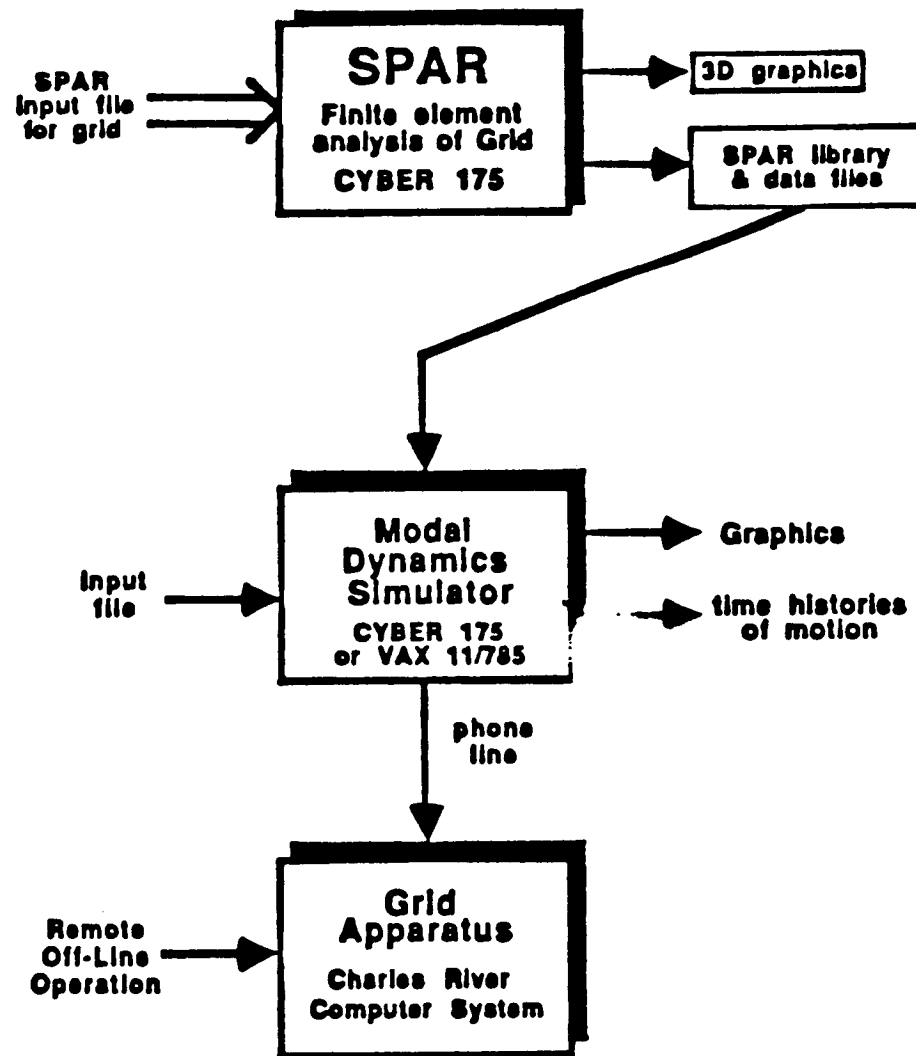 SPAR
Input file
for grid
SPAR
Finite element
analysis of Grid
CYBER 175
3D graphics
SPAR library
& data files
Input
file
Modal
Dynamics
Simulator
CYBER 175
or VAX 11/785
Graphics
time histories
of motion
phone
line
Remote
Off-Line
Operation
Grid
Apparatus
Charles River
Computer System